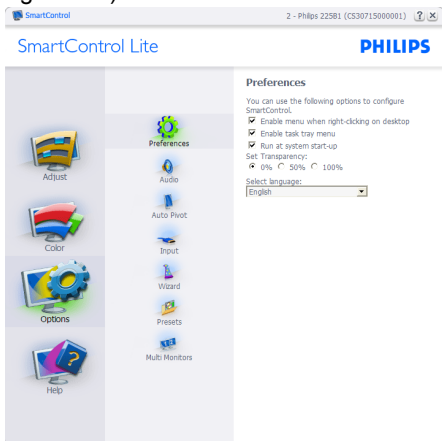 SmartControl
2 - Philips 225B1 (CS30715000001)
SmartControl Lite
PHILIPS
Adjust
Color
Options
Help
Preferences
Audio
Auto Pivot
Input
Wizard
Presets
Multi Monitors
Preferences
You can use the following options to configure
SmartControl.
Enable menu when right-clicking on desktop
Enable task tray menu
Run at system start-up
Set Transparency:
0% 50% 100%
Select language:
English